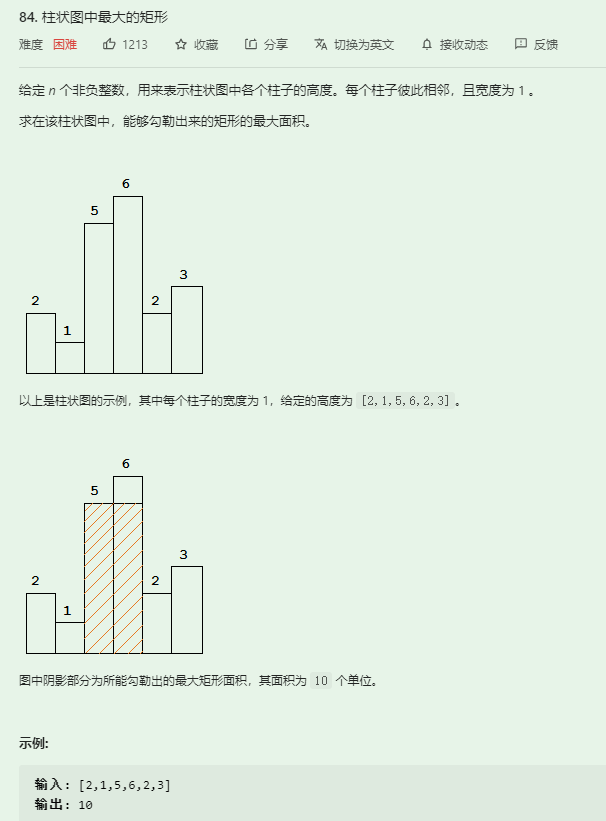 84. 柱状图中最大的矩形
难度 困难 1213 收藏 分享 切换为英文 接收动态 反馈
给定 n 个非负整数，用来表示柱状图中各个柱子的高度。每个柱子彼此相邻，且宽度为 1 。
求在该柱状图中，能够勾勒出来的矩形的最大面积。
6
5
3
2
2
1
以上是柱状图的示例，其中每个柱子的宽度为 1，给定的高度为 [2,1,5,6,2,3]。
6
5
3
2
2
1
图中阴影部分为所能勾勒出的最大矩形面积，其面积为 10 个单位。
示例:
输入: [2,1,5,6,2,3]
输出: 10